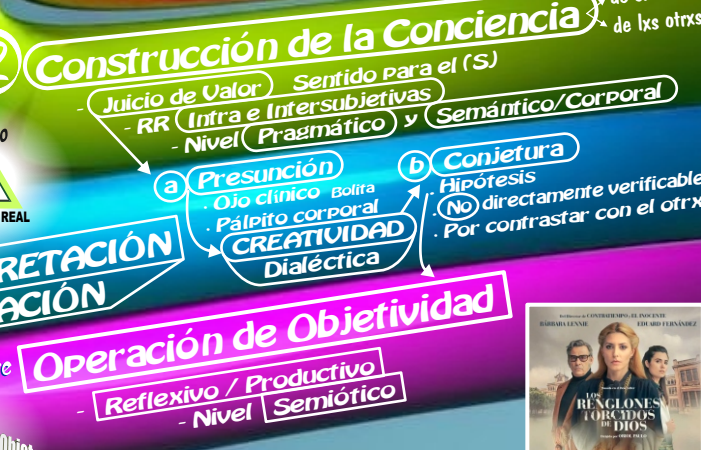 2 Construcción de la Conciencia
de lxs otrxs
- Juicio de Valor Sentido para el (S)
- RR Intra e Intersubjetivas
- Nivel Pragmático y Semántico/Corporal
REAL
a Presunción
. Ojo clínico Bolita
. Pálpito corporal
CREATIVIDAD
Dialéctica
b Conjetura
. Hipótesis
. No directamente verificable
. Por contrastar con el otrx
RETACIÓN
ACIÓN
Operación de Objetividad
- Reflexivo / Productivo
- Nivel Semiótico
BÁRBARA LENNIE EDUARD FERNÁNDEZ
LOS
RENGLONES
TORCIDOS
DE DIOS